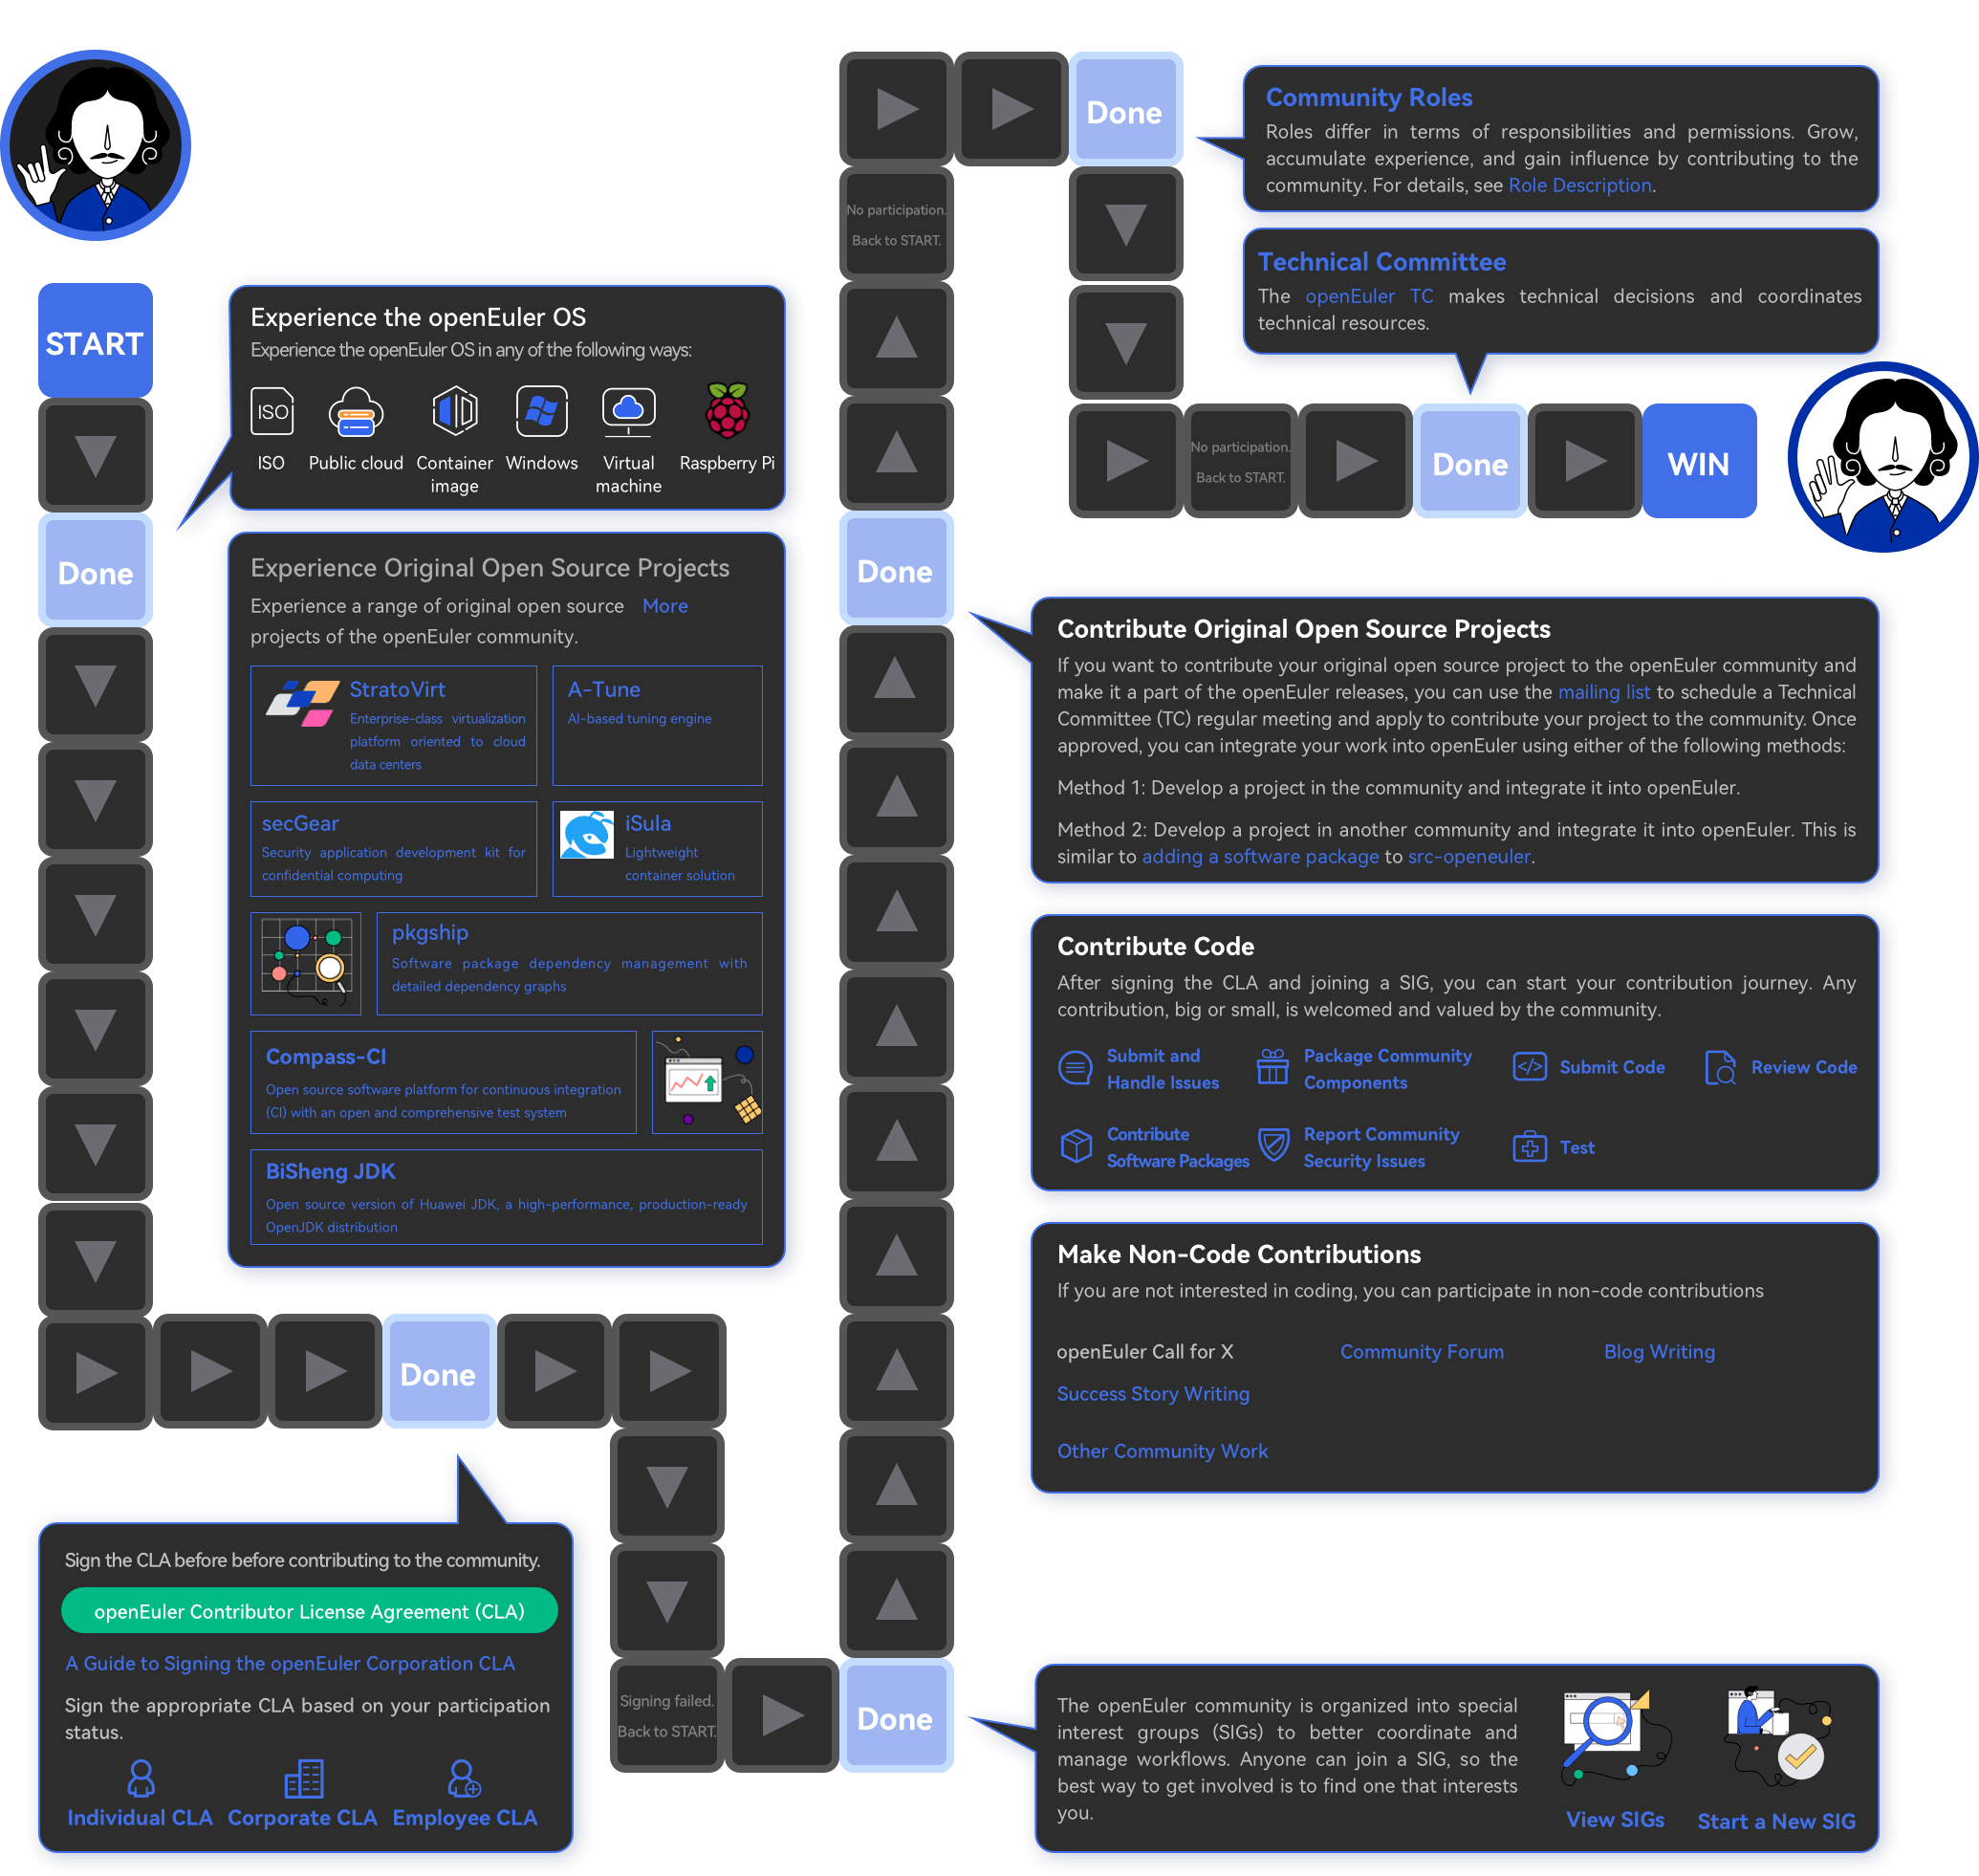 START
Done
Experience the openEuler OS
Experience the openEuler OS in any of the following ways:
ISO
ISO
Public cloud
Container
image
Windows
Virtual
machine
Raspberry Pi
Experience Original Open Source Projects
Experience a range of original open source More
projects of the openEuler community.
StratoVirt
Enterprise-class virtualization
platform oriented to cloud
data centers
A-Tune
AI-based tuning engine
secGear
Security application development kit for
confidential computing
iSula
Lightweight
container solution
pkgship
Software package dependency management with
detailed dependency graphs
Compass-CI
Open source software platform for continuous integration
(CI) with an open and comprehensive test system
BiSheng JDK
Open source version of Huawei JDK, a high-performance, production-ready
OpenJDK distribution
Done
Sign the CLA before before contributing to the community.
openEuler Contributor License Agreement (CLA)
A Guide to Signing the openEuler Corporation CLA
Sign the appropriate CLA based on your participation
status.
Individual CLA
Corporate CLA
Employee CLA
Signing failed.
Back to START.
Done
The openEuler community is organized into special
interest groups (SIGs) to better coordinate and
manage workflows. Anyone can join a SIG, so the
best way to get involved is to find one that interests
you.
View SIGs
Start a New SIG
Done
Contribute Original Open Source Projects
If you want to contribute your original open source project to the openEuler community and
make it a part of the openEuler releases, you can use the mailing list to schedule a Technical
Committee (TC) regular meeting and apply to contribute your project to the community. Once
approved, you can integrate your work into openEuler using either of the following methods:
Method 1: Develop a project in the community and integrate it into openEuler.
Method 2: Develop a project in another community and integrate it into openEuler. This is
similar to adding a software package to src-openeuler.
Contribute Code
After signing the CLA and joining a SIG, you can start your contribution journey. Any
contribution, big or small, is welcomed and valued by the community.
Submit and
Handle Issues
Package Community
Components
Submit Code
Review Code
Contribute
Software Packages
Report Community
Security Issues
Test
Make Non-Code Contributions
If you are not interested in coding, you can participate in non-code contributions
openEuler Call for X
Community Forum
Blog Writing
Success Story Writing
Other Community Work
No participation.
Back to START.
Done
Community Roles
Roles differ in terms of responsibilities and permissions. Grow,
accumulate experience, and gain influence by contributing to the
community. For details, see Role Description.
Technical Committee
The openEuler TC makes technical decisions and coordinates
technical resources.
No participation.
Back to START.
Done
WIN